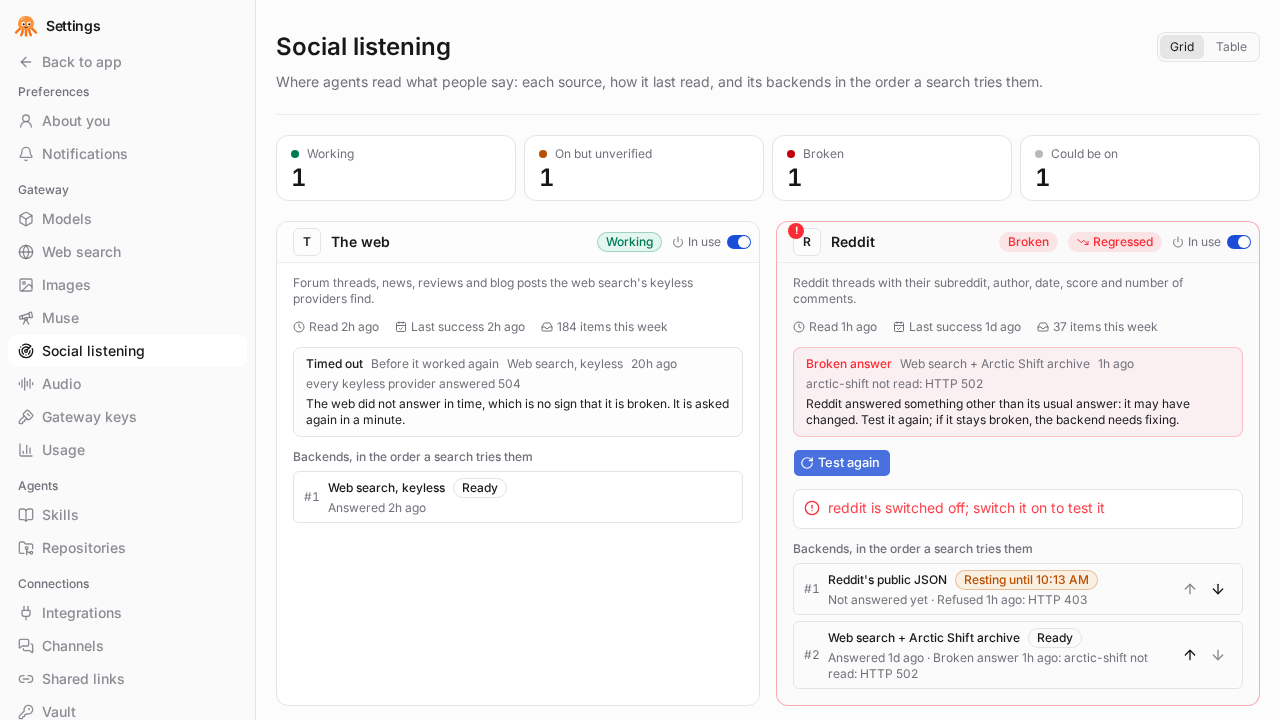 Settings
Back to app
Preferences
About you
Notifications
Gateway
Models
Web search
Images
Muse
Social listening
Audio
Gateway keys
Usage
Agents
Skills
Repositories
Connections
Integrations
Channels
Shared links
Vault
Social listening
Grid
Table
Where agents read what people say: each source, how it last read, and its backends in the order a search tries them.
Working
1
On but unverified
1
Broken
1
Could be on
1
T
The web
Working
In use
Forum threads, news, reviews and blog posts the web search's keyless
providers find.
Read 2h ago
Last success 2h ago
184 items this week
Timed out Before it worked again Web search, keyless 20h ago
every keyless provider answered 504
The web did not answer in time, which is no sign that it is broken. It is asked
again in a minute.
Backends, in the order a search tries them
#1
Web search, keyless
Ready
Answered 2h ago
!
R
Reddit
Broken
Regressed
In use
Reddit threads with their subreddit, author, date, score and number of
comments.
Read 1h ago
Last success 1d ago
37 items this week
Broken answer Web search + Arctic Shift archive 1h ago
arctic-shift not read: HTTP 502
Reddit answered something other than its usual answer: it may have
changed. Test it again; if it stays broken, the backend needs fixing.
Test again
reddit is switched off; switch it on to test it
Backends, in the order a search tries them
#1
Reddit's public JSON
Resting until 10:13 AM
Not answered yet · Refused 1h ago: HTTP 403
#2
Web search + Arctic Shift archive
Ready
Answered 1d ago · Broken answer 1h ago: arctic-shift not
read: HTTP 502